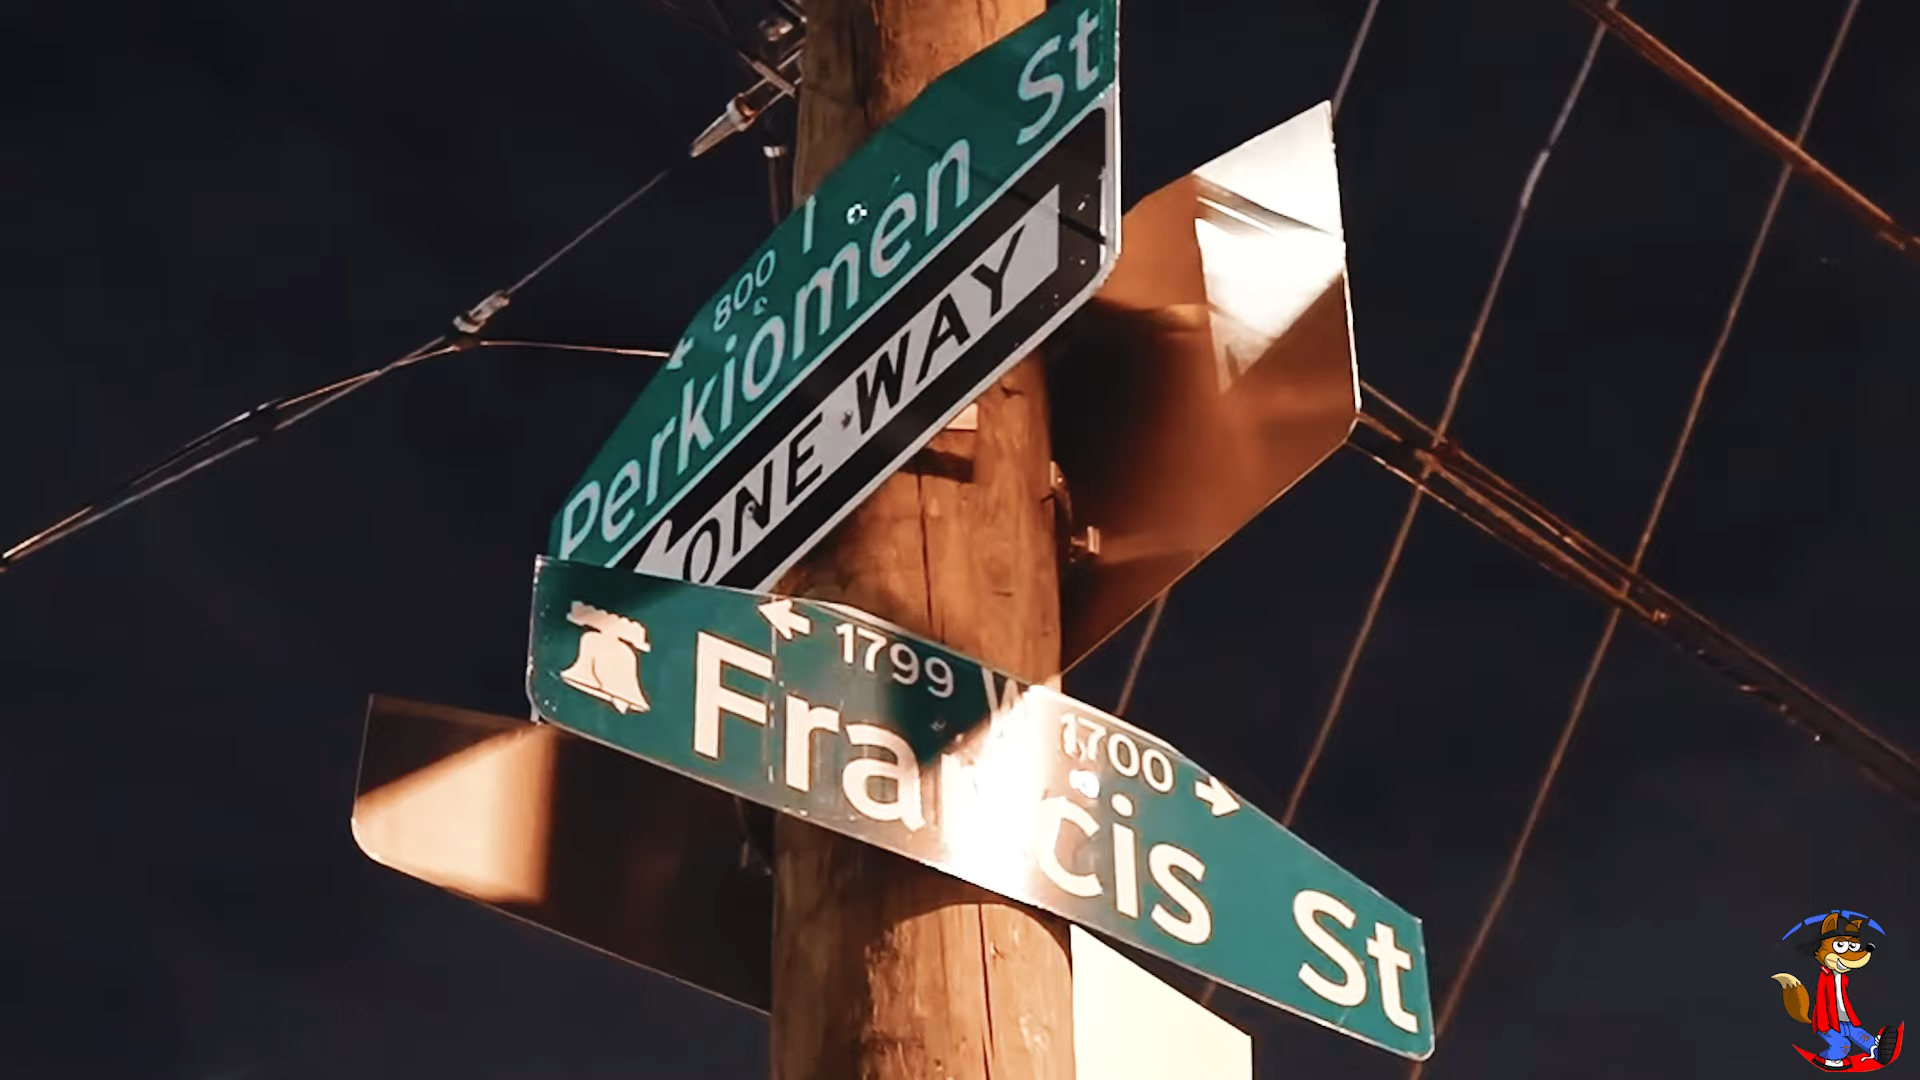 ← 800
Perkiomen St
ONE WAY
← 1799 W 1700 →
Francis St